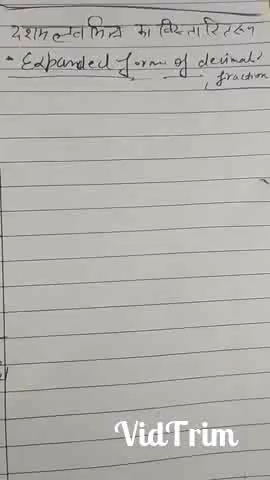 दशमलव भिन्न का विस्तारित रूप
• Expanded form of decimal
, fraction
VidTrim